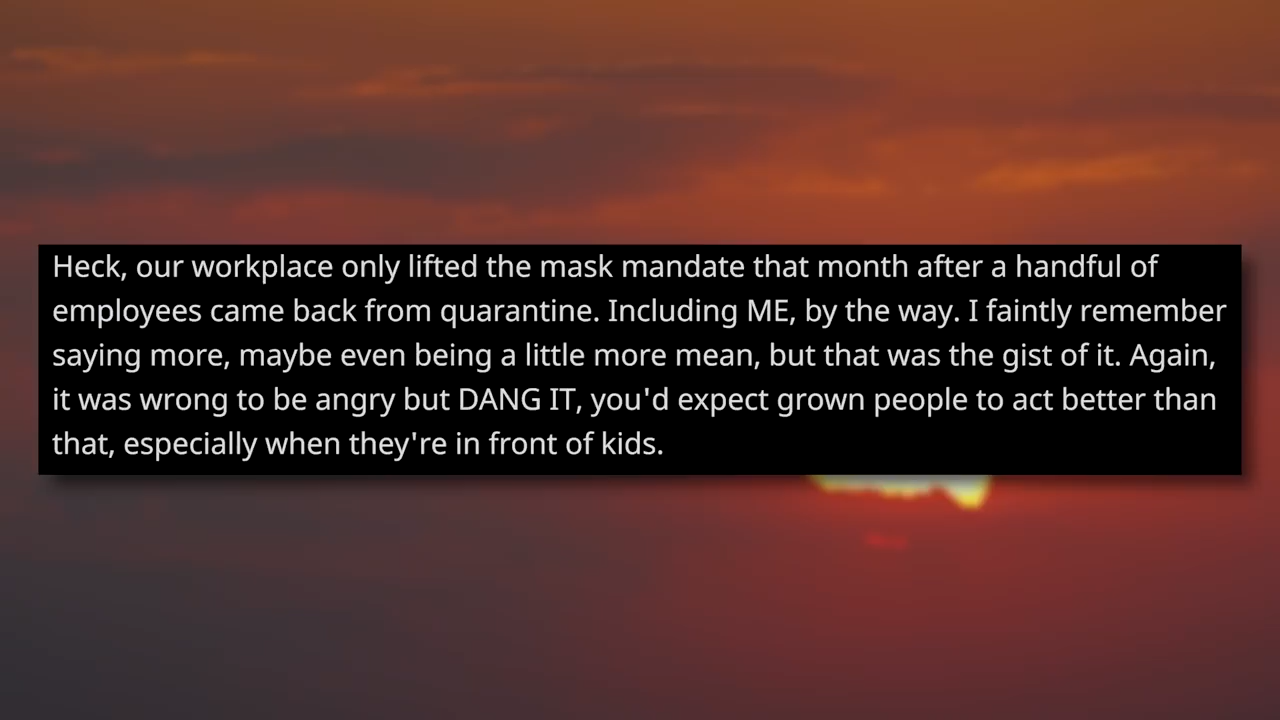 Heck, our workplace only lifted the mask mandate that month after a handful of
employees came back from quarantine. Including ME, by the way. I faintly remember
saying more, maybe even being a little more mean, but that was the gist of it. Again,
it was wrong to be angry but DANG IT, you'd expect grown people to act better than
that, especially when they're in front of kids.